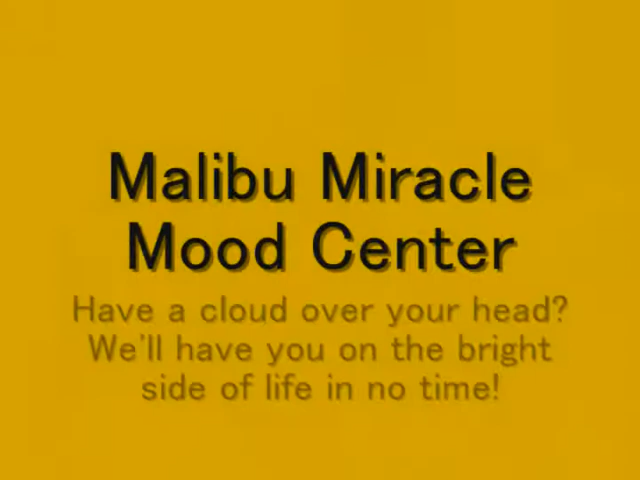 Malibu Miracle
Mood Center
Have a cloud over your head?
We'll have you on the bright
side of life in no time!